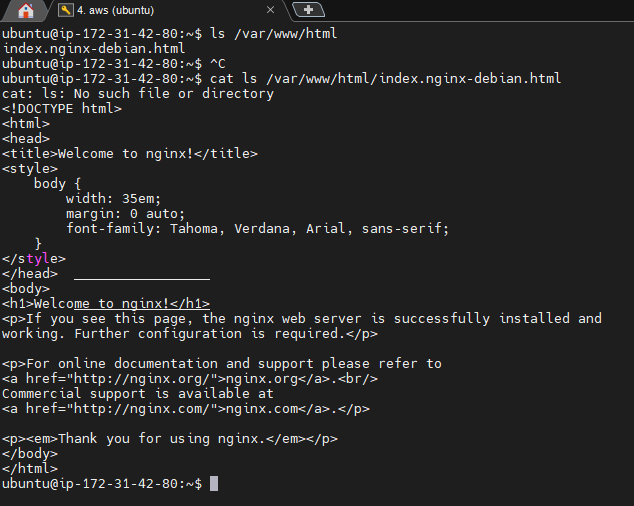 4. aws (ubuntu)
ubuntu@ip-172-31-42-80:~$ ls /var/www/html
index.nginx-debian.html
ubuntu@ip-172-31-42-80:~$ ^C
ubuntu@ip-172-31-42-80:~$ cat ls /var/www/html/index.nginx-debian.html
cat: ls: No such file or directory
<!DOCTYPE html>
<html>
<head>
<title>Welcome to nginx!</title>
<style>
    body {
        width: 35em;
        margin: 0 auto;
        font-family: Tahoma, Verdana, Arial, sans-serif;
    }
</style>
</head>
<body>
<h1>Welcome to nginx!</h1>
<p>If you see this page, the nginx web server is successfully installed and
working. Further configuration is required.</p>

<p>For online documentation and support please refer to
<a href="http://nginx.org/">nginx.org</a>.<br/>
Commercial support is available at
<a href="http://nginx.com/">nginx.com</a>.</p>

<p><em>Thank you for using nginx.</em></p>
</body>
</html>
ubuntu@ip-172-31-42-80:~$